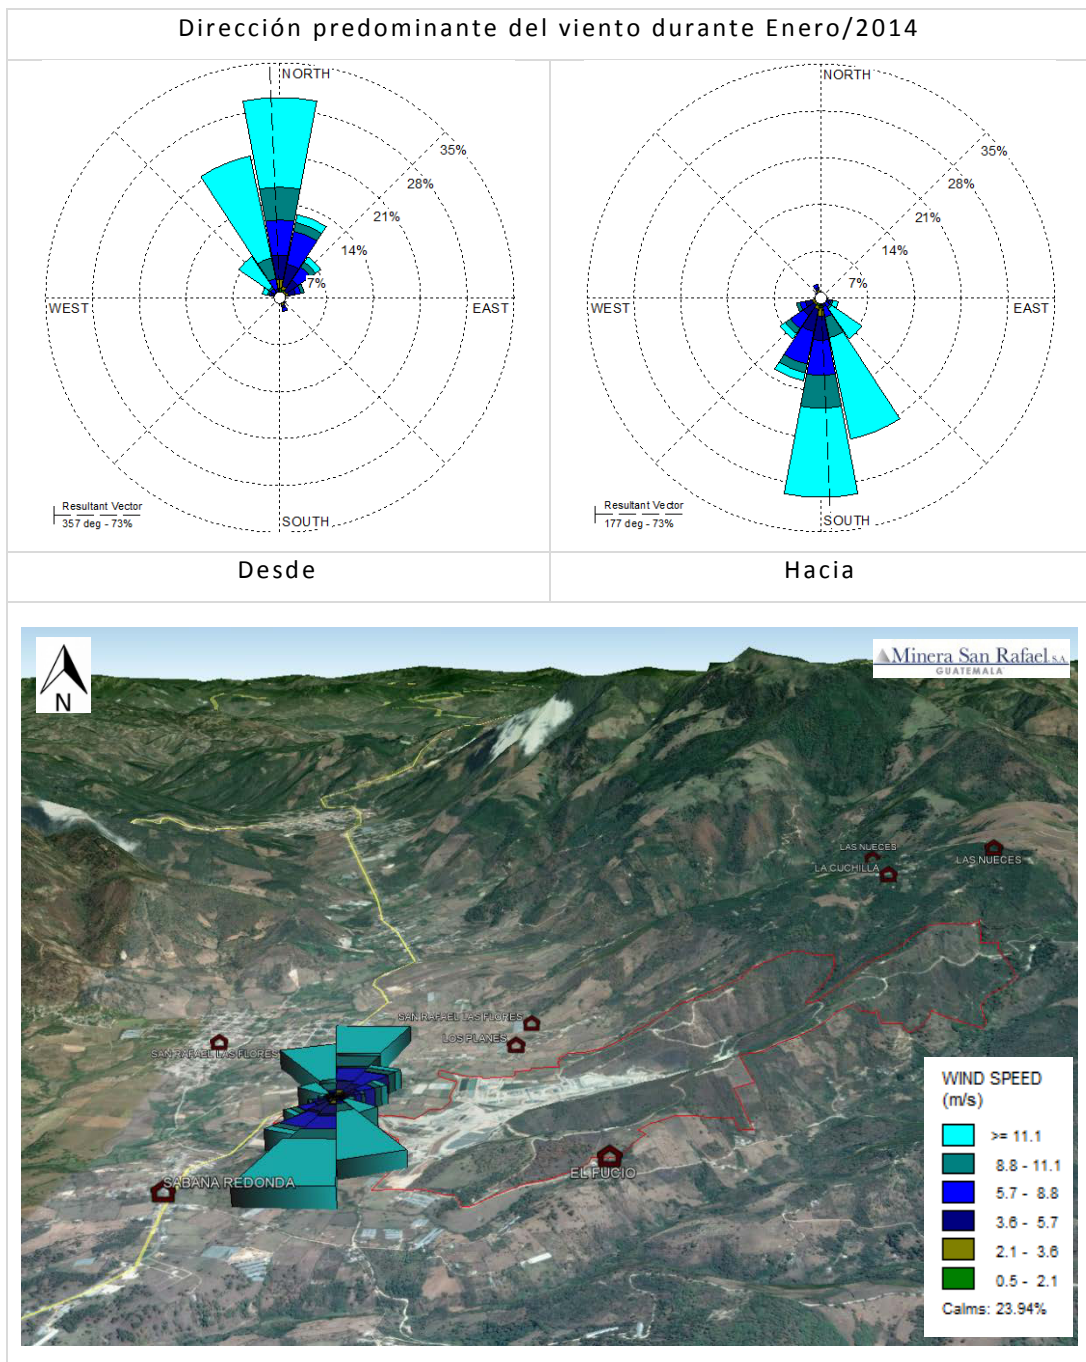 Dirección predominante del viento durante Enero/2014
NORTH
35%
28%
21%
14%
7%
WEST
EAST
SOUTH
Resultant Vector
357 deg - 73%
NORTH
35%
28%
21%
14%
7%
WEST
EAST
SOUTH
Resultant Vector
177 deg - 73%
Desde
Hacia
N
Minera San Rafael S.A.
GUATEMALA
LAS NUECES
LAS NUECES
LA CUCHILLA
SAN RAFAEL LAS FLORES
LOS PLANES
SAN RAFAEL LAS FLORES
SABANA REDONDA
EL FUCIO
WIND SPEED
(m/s)
>= 11.1
8.8 - 11.1
5.7 - 8.8
3.6 - 5.7
2.1 - 3.6
0.5 - 2.1
Calms: 23.94%